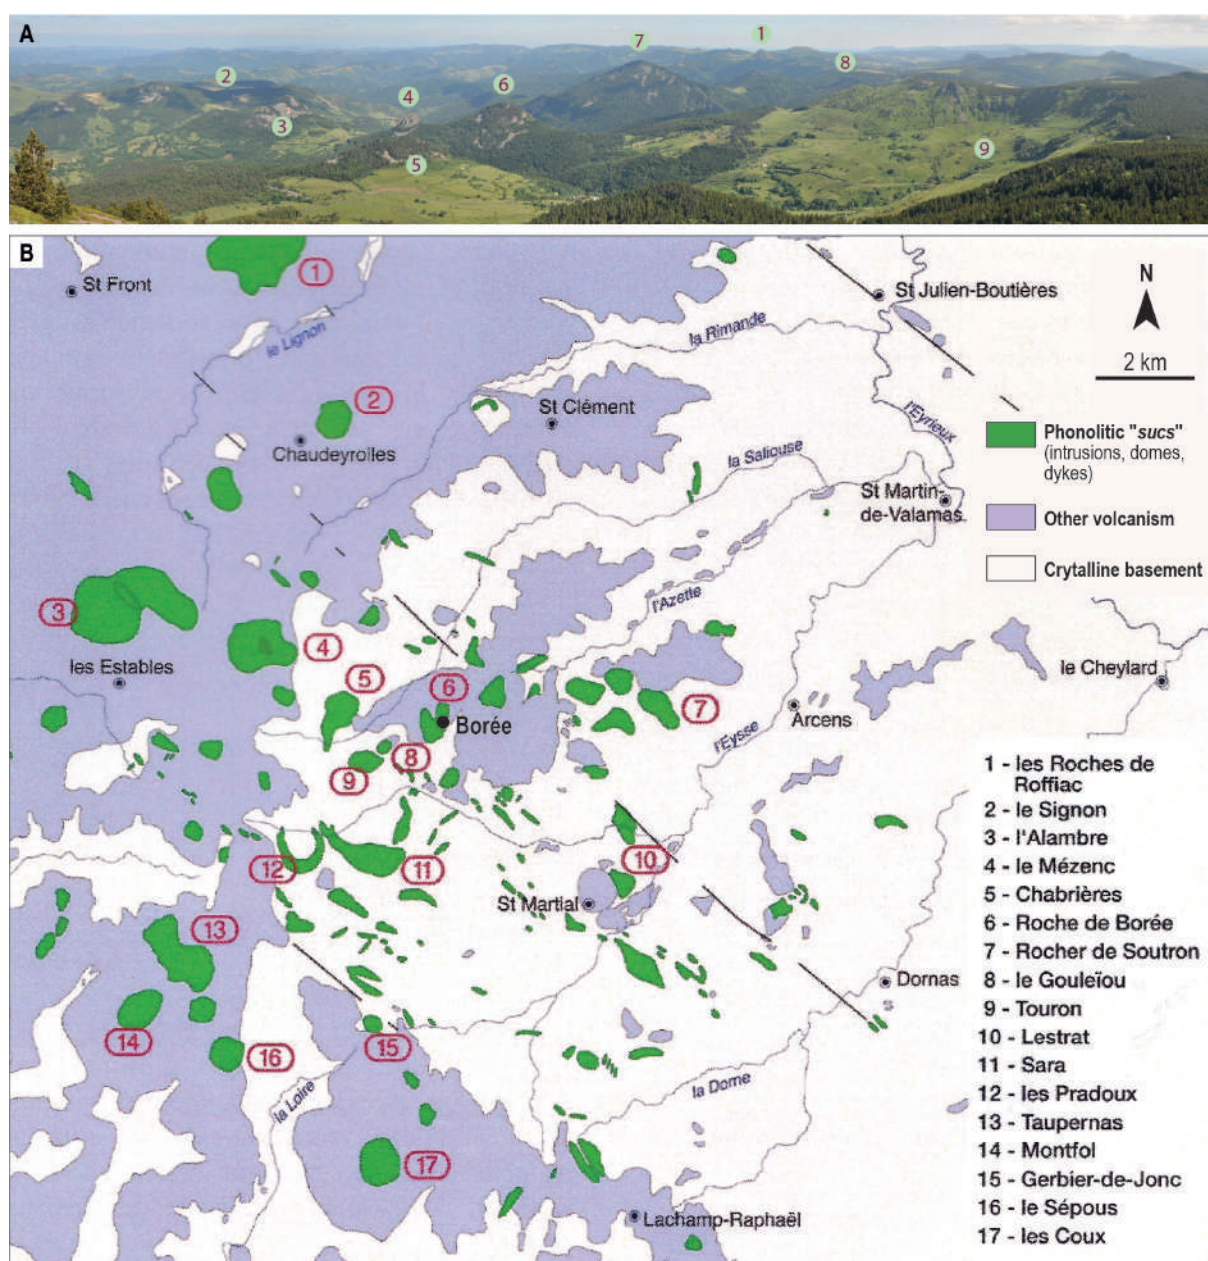 A
1
7
8
2
6
4
3
5
9
B
St Front
1
le Lignon
2
Chaudeyrolles
St Clément
la Rimande
St Julien-Boutières
N
2 km
l'Eyrieux
la Saliouse
St Martin-
de-Valamas
Phonolitic "sucs"
(intrusions, domes,
dykes)
Other volcanism
Crytalline basement
3
les Estables
4
5
6
Borée
l'Azette
7
Arcens
l'Eysse
le Cheylard
8
9
10
11
12
St Martial
Dornas
13
14
15
16
la Loire
la Dorne
17
Lachamp-Raphaël
1 - les Roches de
Roffiac
2 - le Signon
3 - l'Alambre
4 - le Mézenc
5 - Chabrières
6 - Roche de Borée
7 - Rocher de Soutron
8 - le Gouleïou
9 - Touron
10 - Lestrat
11 - Sara
12 - les Pradoux
13 - Taupernas
14 - Montfol
15 - Gerbier-de-Jonc
16 - le Sépous
17 - les Coux